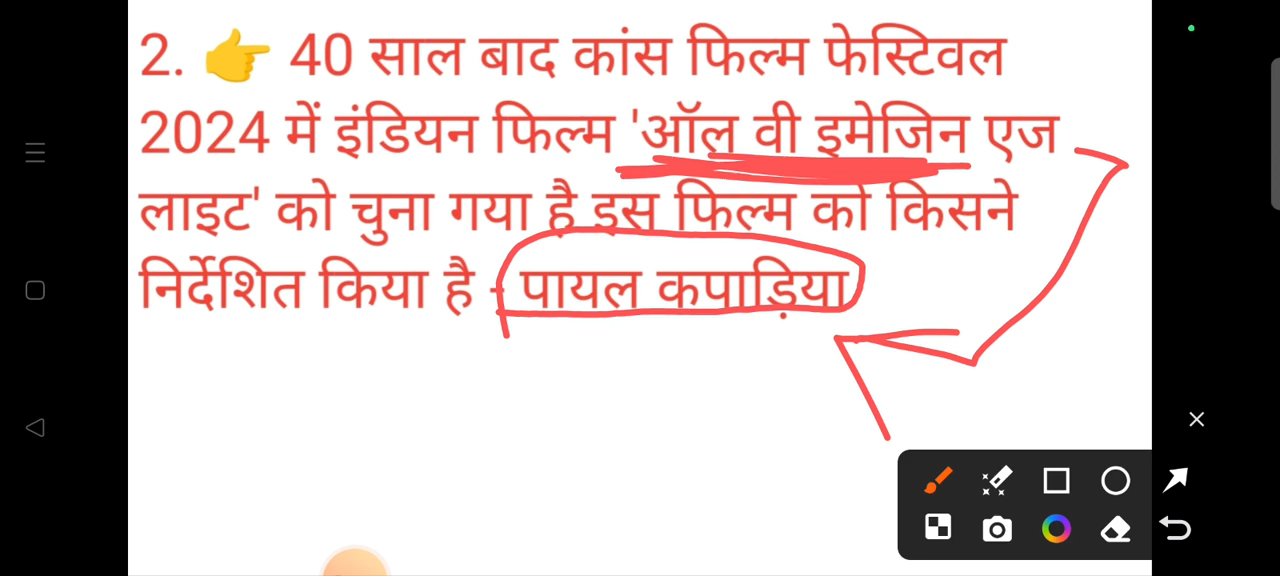 2. 👉 40 साल बाद कांस फिल्म फेस्टिवल
2024 में इंडियन फिल्म 'ऑल वी इमेजिन एज
लाइट' को चुना गया है इस फिल्म को किसने
निर्देशित किया है - पायल कपाड़िया